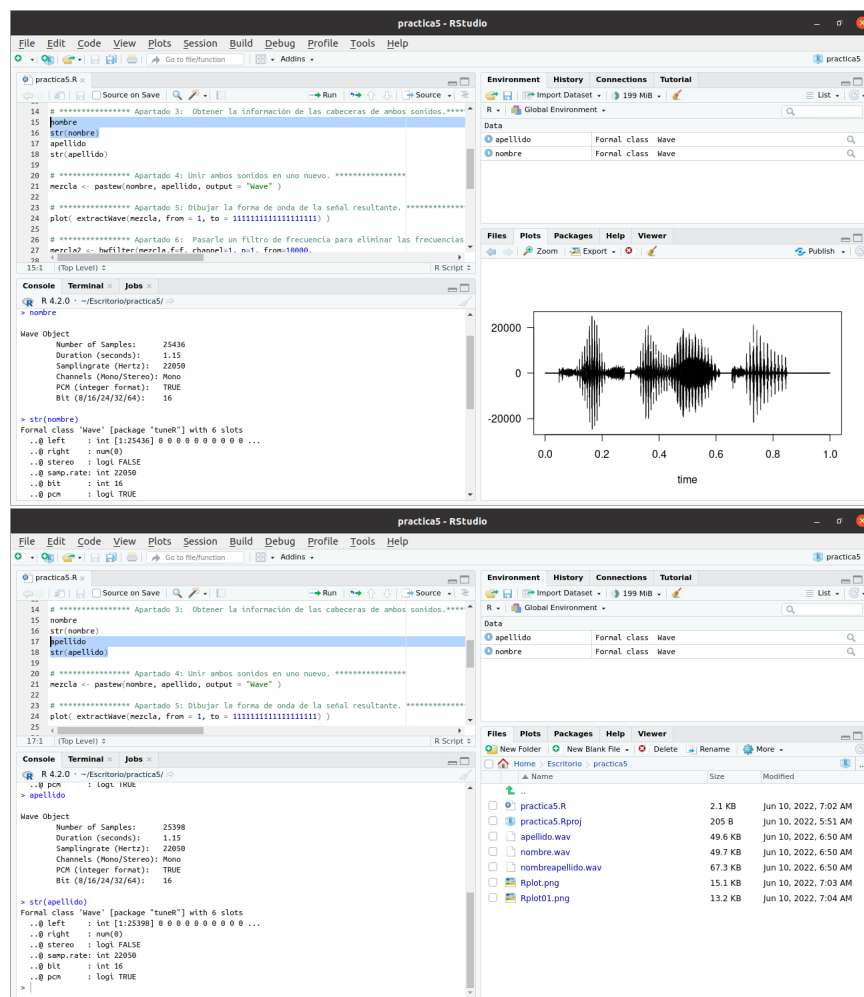 practica5 - RStudio
File Edit Code View Plots Session Build Debug Profile Tools Help
Go to file/function Addins practica5
practica5.R
Source on Save Run Source
14 # **************** Apartado 3: Obtener la información de las cabeceras de ambos sonidos.****
15 nombre
16 str(nombre)
17 apellido
18 str(apellido)
19
20 # **************** Apartado 4: Unir ambos sonidos en uno nuevo. ****************
21 mezcla <- pastew(nombre, apellido, output = "Wave" )
22
23 # **************** Apartado 5: Dibujar la forma de onda de la señal resultante. *************
24 plot( extractWave(mezcla, from = 1, to = 1111111111111111111) )
25
26 # **************** Apartado 6: Pasarle un filtro de frecuencia para eliminar las frecuencias
27 mezcla2 <- bwfilter(mezcla,f=f, channel=1, n=1, from=10000,
28
15:1 (Top Level) R Script
Console Terminal Jobs
R 4.2.0 · ~/Escritorio/practica5/
> nombre
Wave Object
Number of Samples: 25436
Duration (seconds): 1.15
Samplingrate (Hertz): 22050
Channels (Mono/Stereo): Mono
PCM (integer format): TRUE
Bit (8/16/24/32/64): 16
> str(nombre)
Formal class 'Wave' [package "tuneR"] with 6 slots
..@ left : int [1:25436] 0 0 0 0 0 0 0 0 0 0 ...
..@ right : num(0)
..@ stereo : logi FALSE
..@ samp.rate: int 22050
..@ bit : int 16
..@ pcm : logi TRUE
Environment History Connections Tutorial
Import Dataset 199 MiB List
R Global Environment
Data
apellido Formal class Wave
nombre Formal class Wave
Files Plots Packages Help Viewer
Zoom Export Publish
20000
0
-20000
0.0 0.2 0.4 0.6 0.8 1.0
time
practica5 - RStudio
File Edit Code View Plots Session Build Debug Profile Tools Help
Go to file/function Addins practica5
practica5.R
Source on Save Run Source
14 # **************** Apartado 3: Obtener la información de las cabeceras de ambos sonidos.****
15 nombre
16 str(nombre)
17 apellido
18 str(apellido)
19
20 # **************** Apartado 4: Unir ambos sonidos en uno nuevo. ****************
21 mezcla <- pastew(nombre, apellido, output = "Wave" )
22
23 # **************** Apartado 5: Dibujar la forma de onda de la señal resultante. *************
24 plot( extractWave(mezcla, from = 1, to = 1111111111111111111) )
25
17:1 (Top Level) R Script
Console Terminal Jobs
R 4.2.0 · ~/Escritorio/practica5/
..@ pcm : logi TRUE
> apellido
Wave Object
Number of Samples: 25398
Duration (seconds): 1.15
Samplingrate (Hertz): 22050
Channels (Mono/Stereo): Mono
PCM (integer format): TRUE
Bit (8/16/24/32/64): 16
> str(apellido)
Formal class 'Wave' [package "tuneR"] with 6 slots
..@ left : int [1:25398] 0 0 0 0 0 0 0 0 0 0 ...
..@ right : num(0)
..@ stereo : logi FALSE
..@ samp.rate: int 22050
..@ bit : int 16
..@ pcm : logi TRUE
>
Environment History Connections Tutorial
Import Dataset 199 MiB List
R Global Environment
Data
apellido Formal class Wave
nombre Formal class Wave
Files Plots Packages Help Viewer
New Folder New Blank File Delete Rename More
Home Escritorio practica5
Name Size Modified
..
practica5.R 2.1 KB Jun 10, 2022, 7:02 AM
practica5.Rproj 205 B Jun 10, 2022, 5:51 AM
apellido.wav 49.6 KB Jun 10, 2022, 6:50 AM
nombre.wav 49.7 KB Jun 10, 2022, 6:50 AM
nombreapellido.wav 67.3 KB Jun 10, 2022, 6:50 AM
Rplot.png 15.1 KB Jun 10, 2022, 7:03 AM
Rplot01.png 13.2 KB Jun 10, 2022, 7:04 AM